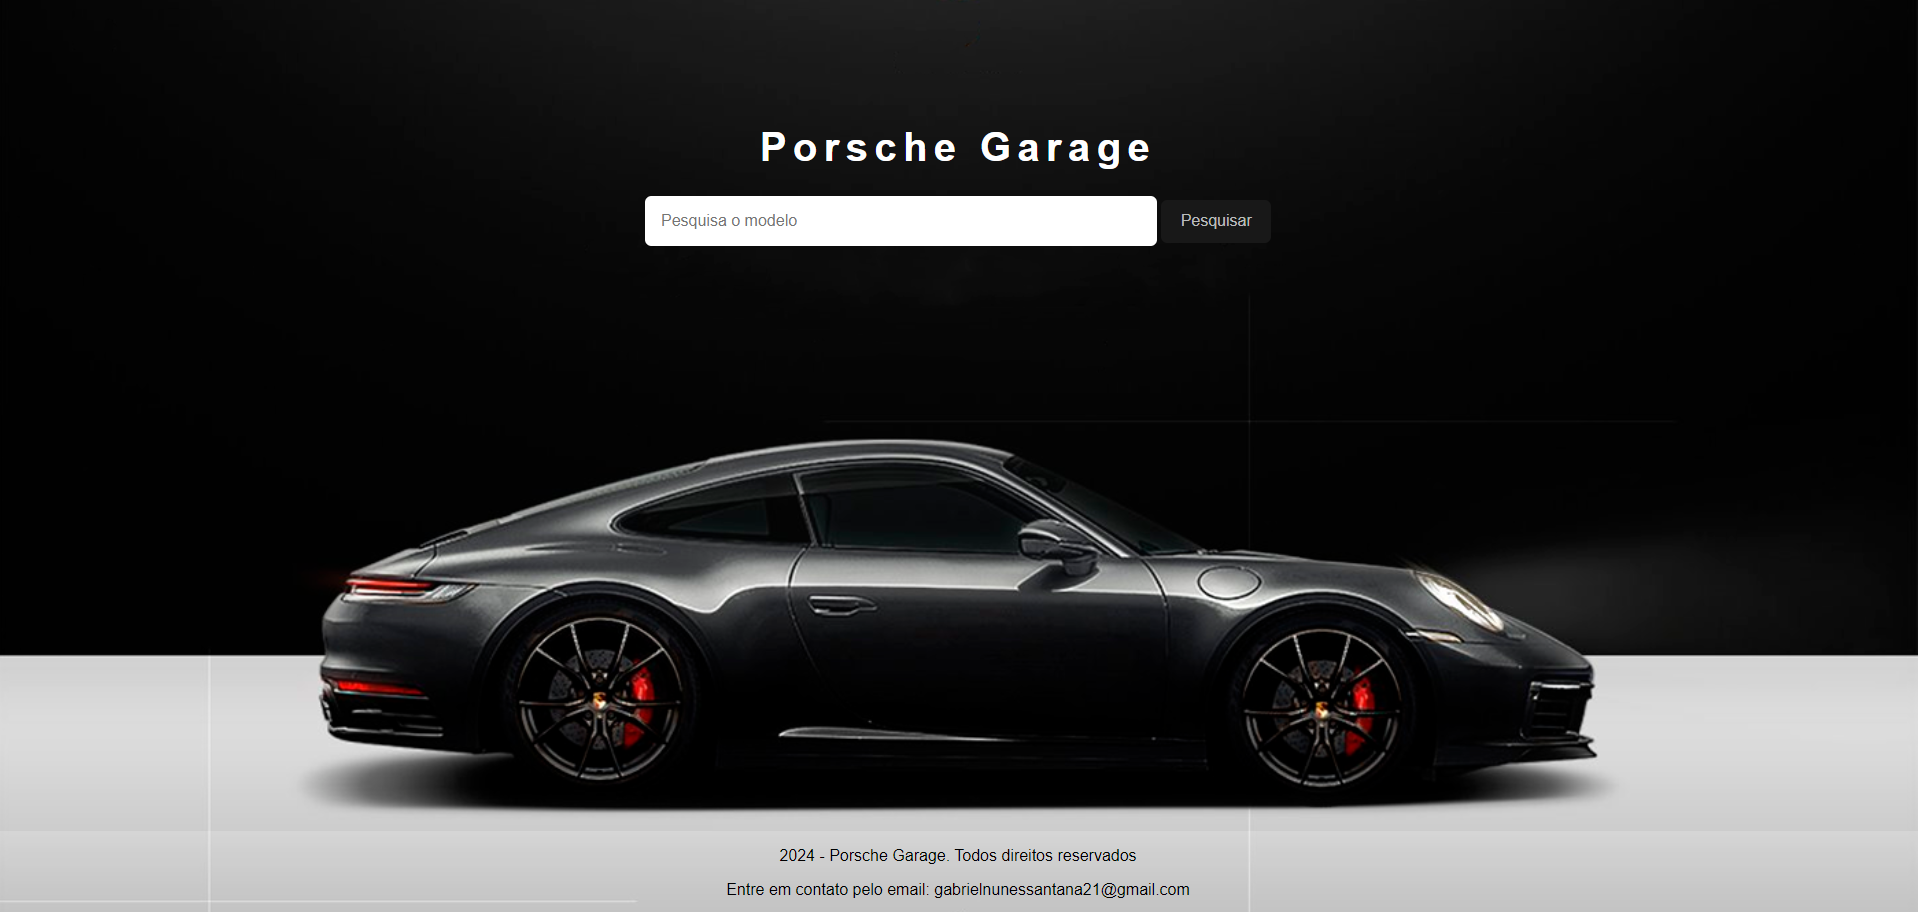 Porsche Garage
Pesquisa o modelo
Pesquisar
2024 - Porsche Garage. Todos direitos reservados
Entre em contato pelo email: gabrielnunessantana21@gmail.com